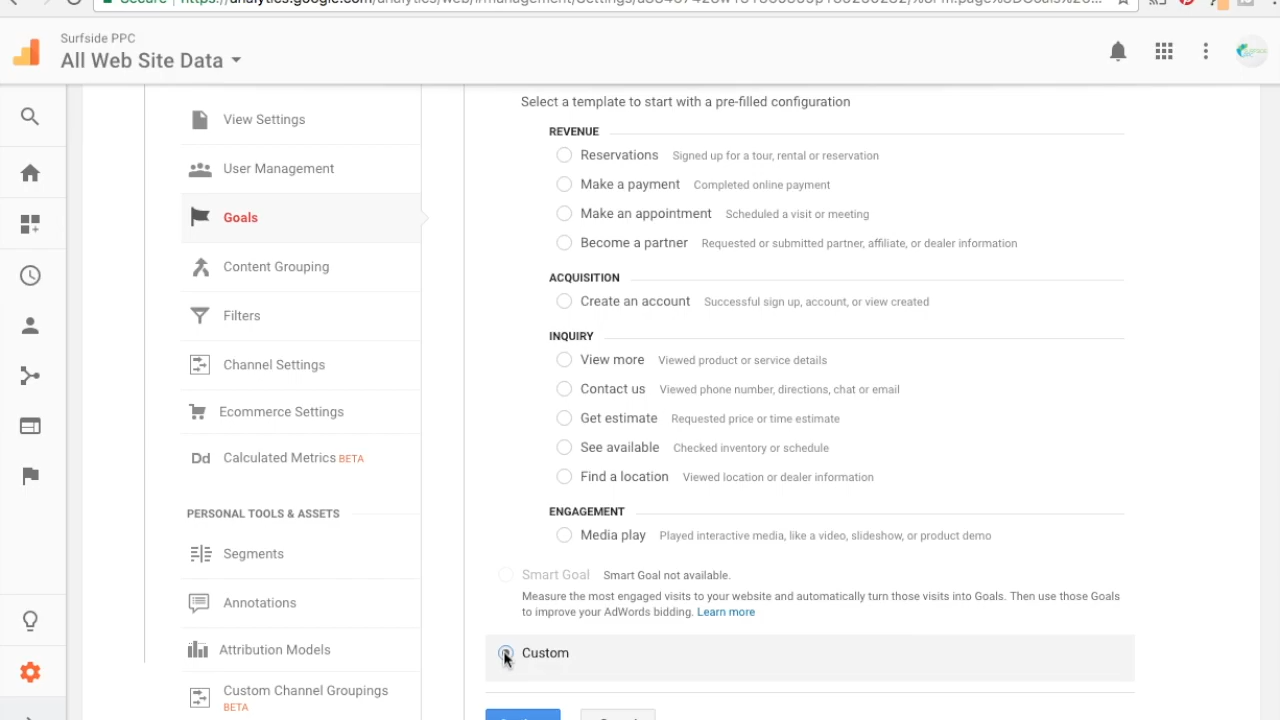 Surfside PPC
All Web Site Data
View Settings
User Management
Goals
Content Grouping
Filters
Channel Settings
Ecommerce Settings
Dd Calculated Metrics BETA
PERSONAL TOOLS & ASSETS
Segments
Annotations
Attribution Models
Custom Channel Groupings
BETA
Select a template to start with a pre-filled configuration
REVENUE
Reservations Signed up for a tour, rental or reservation
Make a payment Completed online payment
Make an appointment Scheduled a visit or meeting
Become a partner Requested or submitted partner, affiliate, or dealer information
ACQUISITION
Create an account Successful sign up, account, or view created
INQUIRY
View more Viewed product or service details
Contact us Viewed phone number, directions, chat or email
Get estimate Requested price or time estimate
See available Checked inventory or schedule
Find a location Viewed location or dealer information
ENGAGEMENT
Media play Played interactive media, like a video, slideshow, or product demo
Smart Goal Smart Goal not available.
Measure the most engaged visits to your website and automatically turn those visits into Goals. Then use those Goals
to improve your AdWords bidding. Learn more
Custom